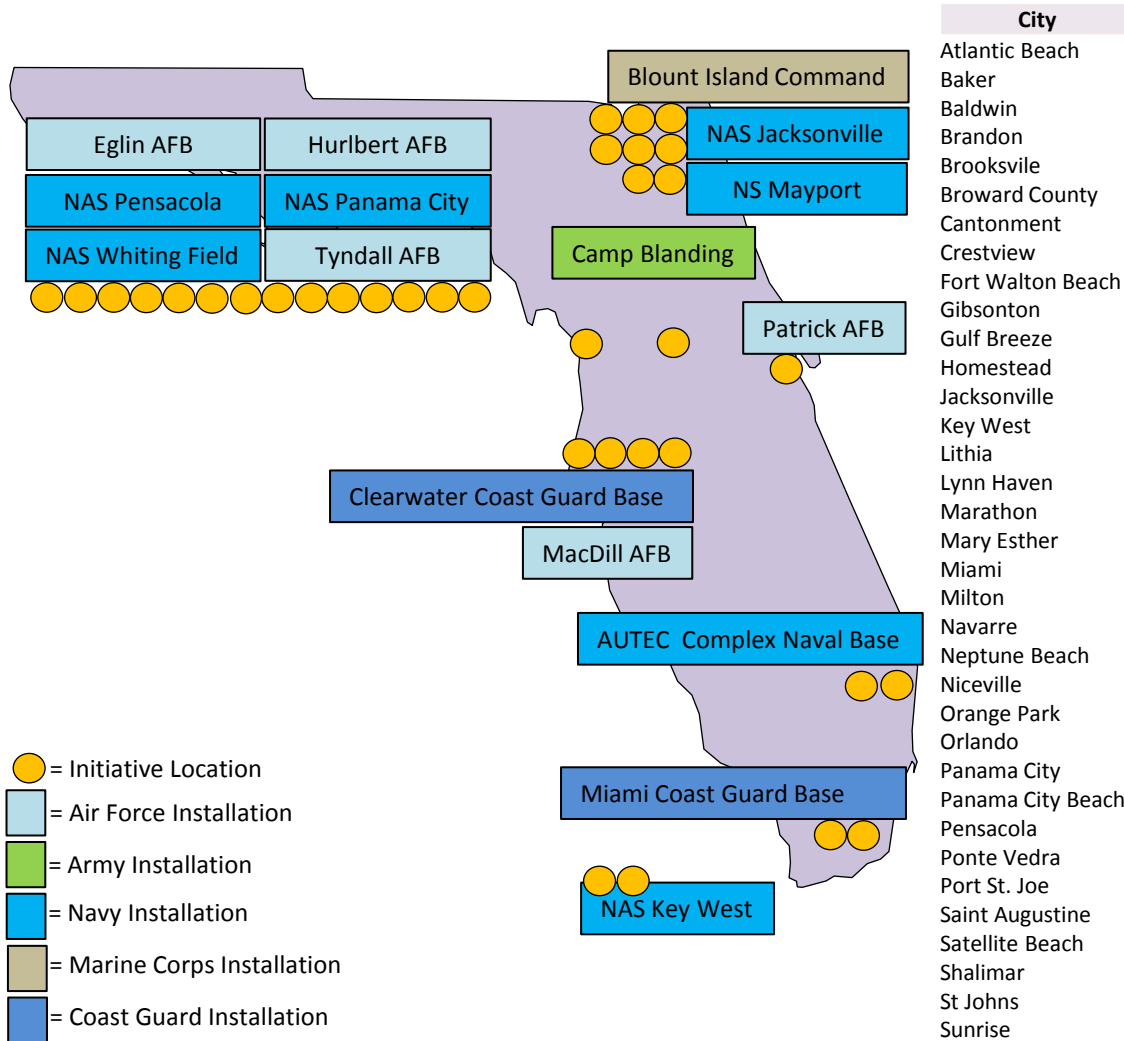 City
Atlantic Beach
Baker
Baldwin
Brandon
Brooksvile
Broward County
Cantonment
Crestview
Fort Walton Beach
Gibsonton
Gulf Breeze
Homestead
Jacksonville
Key West
Lithia
Lynn Haven
Marathon
Mary Esther
Miami
Milton
Navarre
Neptune Beach
Niceville
Orange Park
Orlando
Panama City
Panama City Beach
Pensacola
Ponte Vedra
Port St. Joe
Saint Augustine
Satellite Beach
Shalimar
St Johns
Sunrise
Blount Island Command
NAS Jacksonville
NS Mayport
Eglin AFB
Hurlbert AFB
NAS Pensacola
NAS Panama City
NAS Whiting Field
Tyndall AFB
Camp Blanding
Patrick AFB
Clearwater Coast Guard Base
MacDill AFB
AUTEC Complex Naval Base
Miami Coast Guard Base
NAS Key West
= Initiative Location
= Air Force Installation
= Army Installation
= Navy Installation
= Marine Corps Installation
= Coast Guard Installation